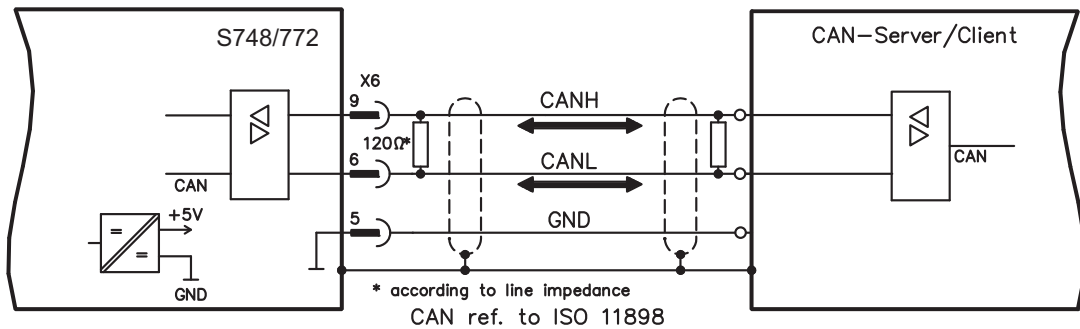 S748/772
CAN-Server/Client
X6
9
CANH
120Ω*
6
CANL
CAN
CAN
5
GND
+5V
=
=
GND
* according to line impedance
CAN ref. to ISO 11898